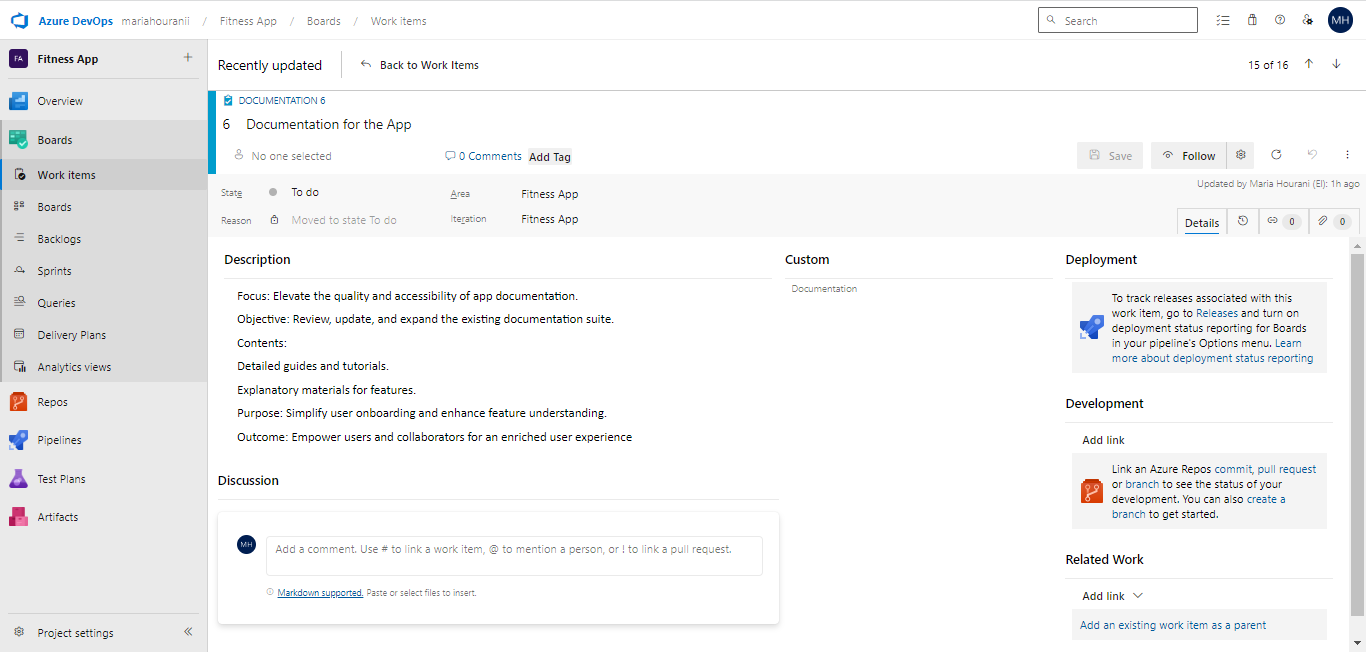 Azure DevOps mariahouranii / Fitness App / Boards / Work items
Search
MH
FA Fitness App +
Overview
Boards
Work items
Boards
Backlogs
Sprints
Queries
Delivery Plans
Analytics views
Repos
Pipelines
Test Plans
Artifacts
Project settings
Recently updated
Back to Work Items
15 of 16
DOCUMENTATION 6
6 Documentation for the App
No one selected
0 Comments
Add Tag
Save
Follow
State To do
Area Fitness App
Reason Moved to state To do
Iteration Fitness App
Updated by Maria Hourani (EI): 1h ago
Details
0
0
Description
Focus: Elevate the quality and accessibility of app documentation.
Objective: Review, update, and expand the existing documentation suite.
Contents:
Detailed guides and tutorials.
Explanatory materials for features.
Purpose: Simplify user onboarding and enhance feature understanding.
Outcome: Empower users and collaborators for an enriched user experience
Discussion
MH
Add a comment. Use # to link a work item, @ to mention a person, or ! to link a pull request.
Markdown supported. Paste or select files to insert.
Custom
Documentation
Deployment
To track releases associated with this
work item, go to Releases and turn on
deployment status reporting for Boards
in your pipeline's Options menu. Learn
more about deployment status reporting
Development
Add link
Link an Azure Repos commit, pull request
or branch to see the status of your
development. You can also create a
branch to get started.
Related Work
Add link
Add an existing work item as a parent